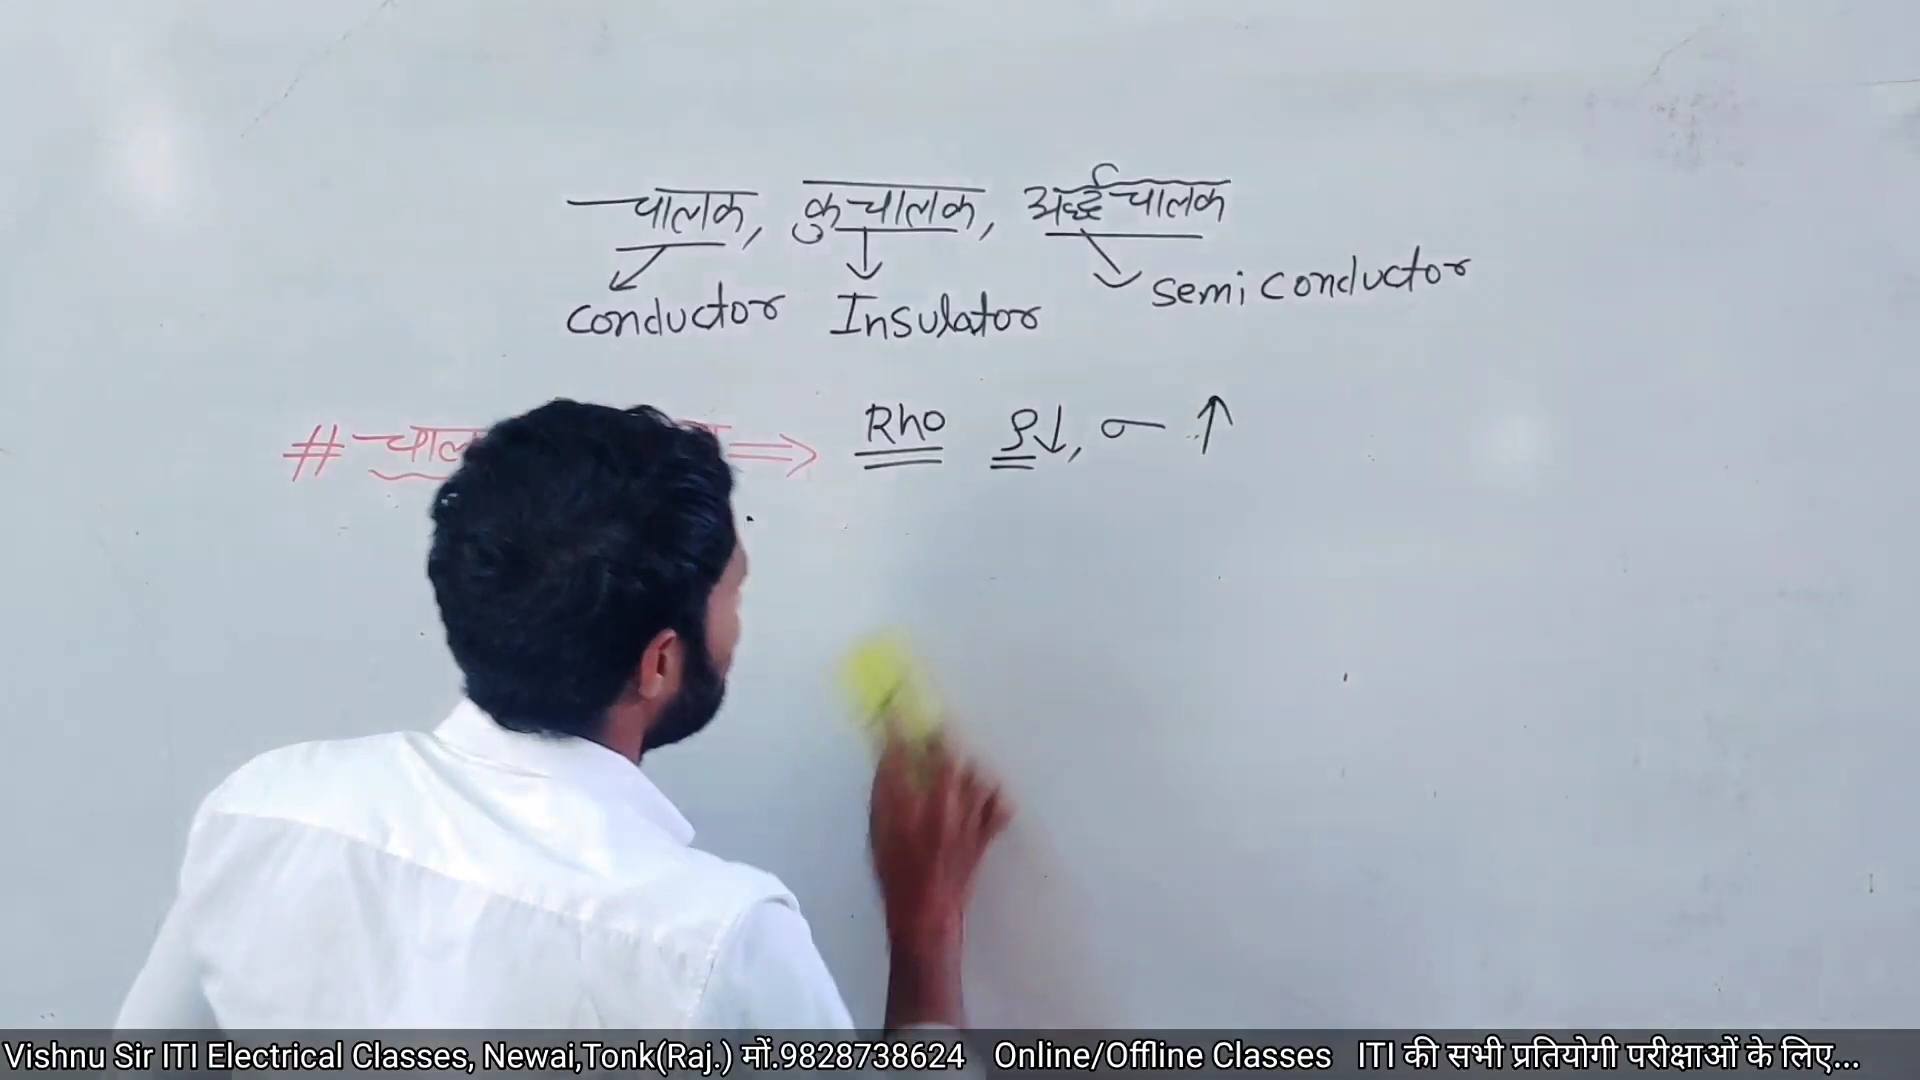 चालक, कुचालक, अर्द्धचालक
conductor Insulator semiconductor
# ⇒ Rho ρ↓, σ ↑
Vishnu Sir ITI Electrical Classes, Newai,Tonk(Raj.) मों.9828738624 Online/Offline Classes ITI की सभी प्रतियोगी परीक्षाओं के लिए...